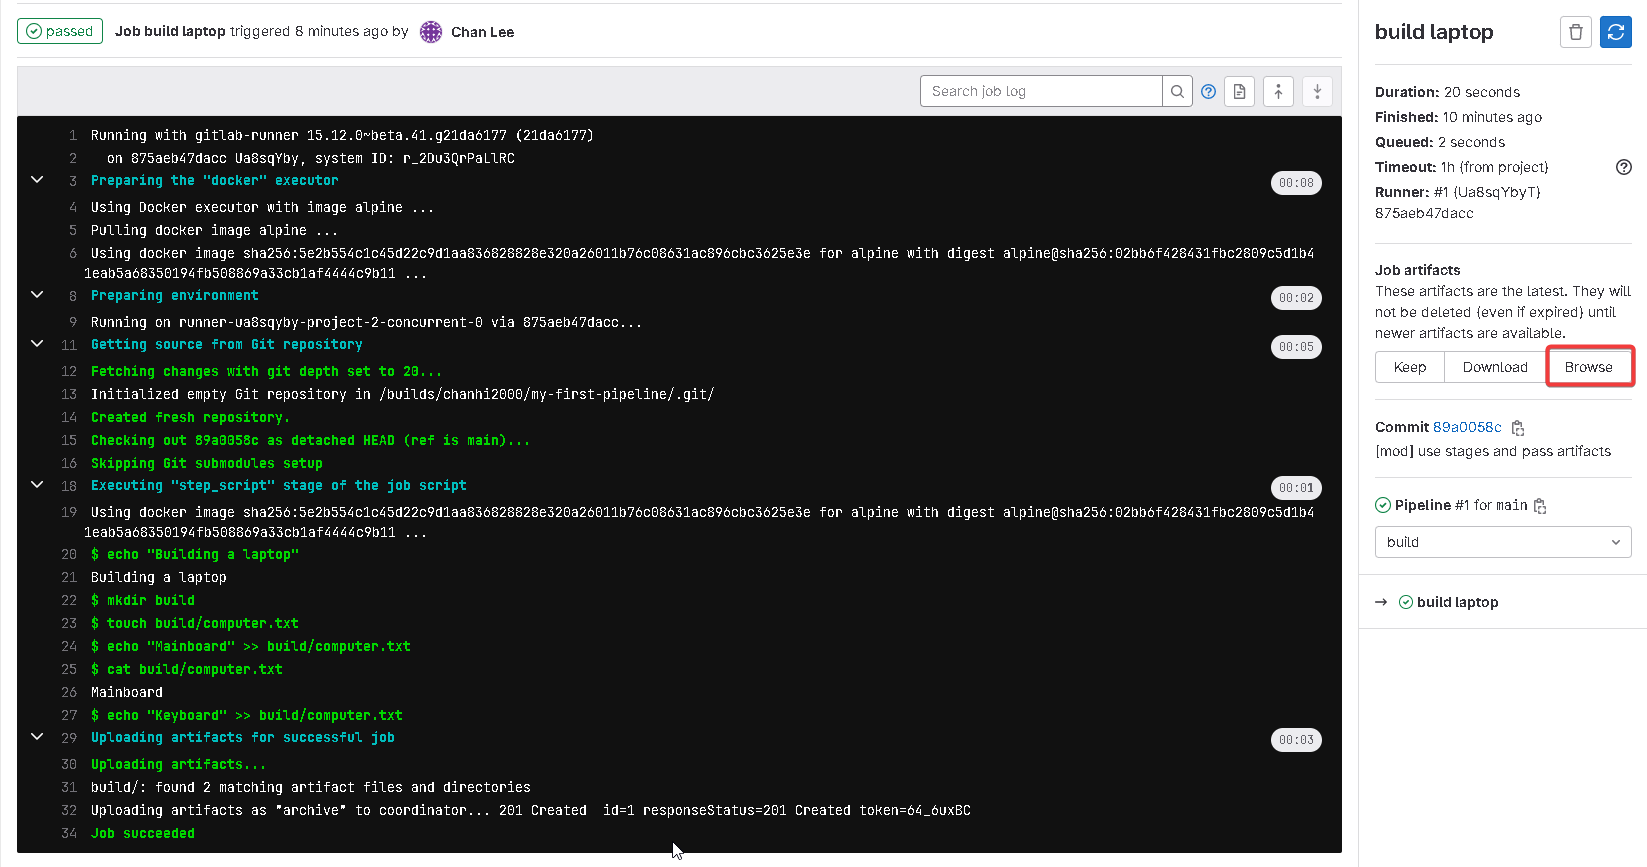 passed Job build laptop triggered 8 minutes ago by Chan Lee
Search job log
1 Running with gitlab-runner 15.12.0~beta.41.g21da6177 (21da6177)
2 on 875aeb47dacc Ua8sqYby, system ID: r_2Du3QrPaLlRC
3 Preparing the "docker" executor 00:08
4 Using Docker executor with image alpine ...
5 Pulling docker image alpine ...
6 Using docker image sha256:5e2b554c1c45d22c9d1aa836828828e320a26011b76c08631ac896cbc3625e3e for alpine with digest alpine@sha256:02bb6f428431fbc2809c5d1b4
1eab5a68350194fb508869a33cb1af4444c9b11 ...
8 Preparing environment 00:02
9 Running on runner-ua8sqyby-project-2-concurrent-0 via 875aeb47dacc...
11 Getting source from Git repository 00:05
12 Fetching changes with git depth set to 20...
13 Initialized empty Git repository in /builds/chanhi2000/my-first-pipeline/.git/
14 Created fresh repository.
15 Checking out 89a0058c as detached HEAD (ref is main)...
16 Skipping Git submodules setup
18 Executing "step_script" stage of the job script 00:01
19 Using docker image sha256:5e2b554c1c45d22c9d1aa836828828e320a26011b76c08631ac896cbc3625e3e for alpine with digest alpine@sha256:02bb6f428431fbc2809c5d1b4
1eab5a68350194fb508869a33cb1af4444c9b11 ...
20 $ echo "Building a laptop"
21 Building a laptop
22 $ mkdir build
23 $ touch build/computer.txt
24 $ echo "Mainboard" >> build/computer.txt
25 $ cat build/computer.txt
26 Mainboard
27 $ echo "Keyboard" >> build/computer.txt
29 Uploading artifacts for successful job 00:03
30 Uploading artifacts...
31 build/: found 2 matching artifact files and directories
32 Uploading artifacts as "archive" to coordinator... 201 Created id=1 responseStatus=201 Created token=64_6uxBC
34 Job succeeded
build laptop
Duration: 20 seconds
Finished: 10 minutes ago
Queued: 2 seconds
Timeout: 1h (from project)
Runner: #1 (Ua8sqYbyT)
875aeb47dacc
Job artifacts
These artifacts are the latest. They will
not be deleted (even if expired) until
newer artifacts are available.
Keep Download Browse
Commit 89a0058c
[mod] use stages and pass artifacts
Pipeline #1 for main
build
→ build laptop